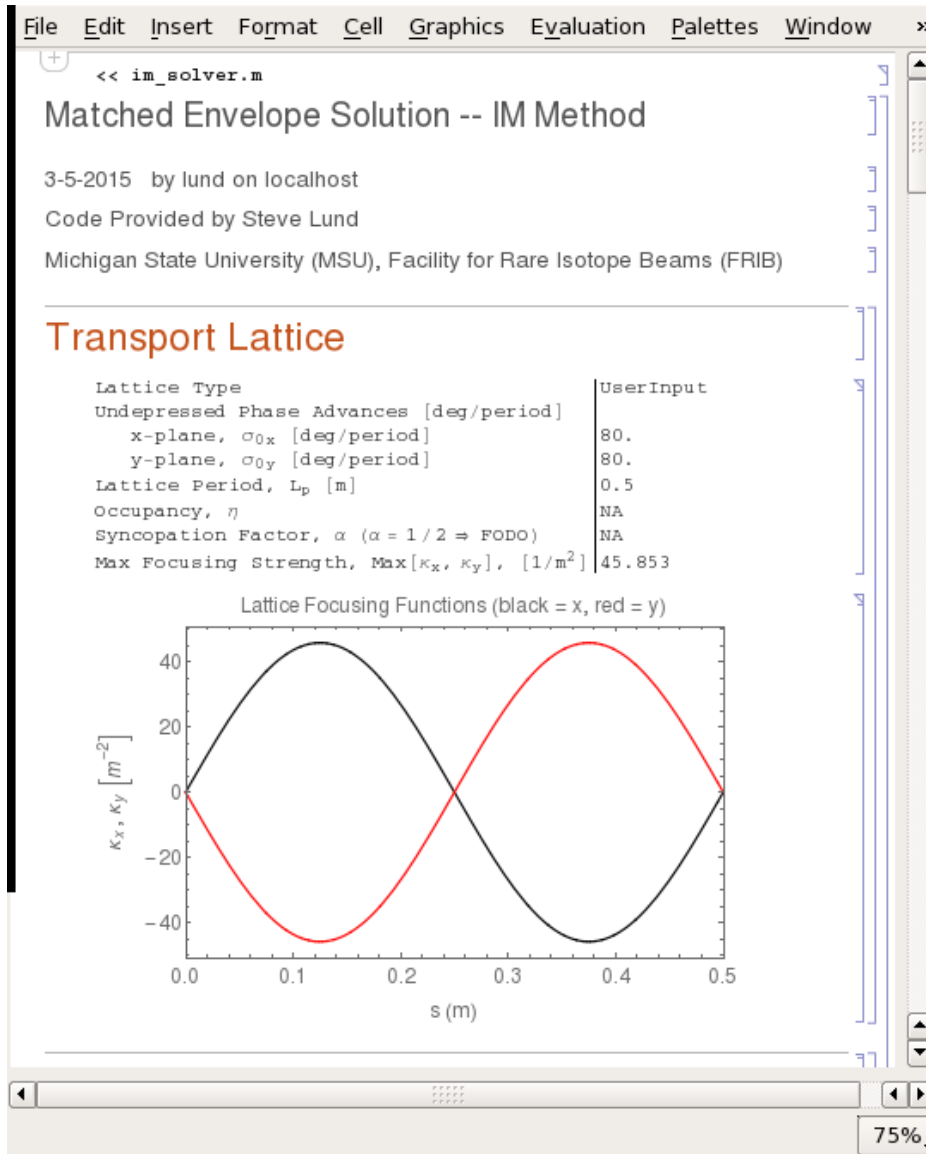 File Edit Insert Format Cell Graphics Evaluation Palettes Window »
<< im_solver.m
Matched Envelope Solution -- IM Method
3-5-2015 by lund on localhost
Code Provided by Steve Lund
Michigan State University (MSU), Facility for Rare Isotope Beams (FRIB)
Transport Lattice
Lattice Type UserInput
Undepressed Phase Advances [deg/period]
x-plane, σ₀ₓ [deg/period] 80.
y-plane, σ₀y [deg/period] 80.
Lattice Period, Lₚ [m] 0.5
Occupancy, η NA
Syncopation Factor, α (α = 1/2 ⇒ FODO) NA
Max Focusing Strength, Max[κₓ, κy], [1/m²] 45.853
Lattice Focusing Functions (black = x, red = y)
κₓ, κy [m⁻²]
40
20
0
−20
−40
0.0 0.1 0.2 0.3 0.4 0.5
s (m)
75%